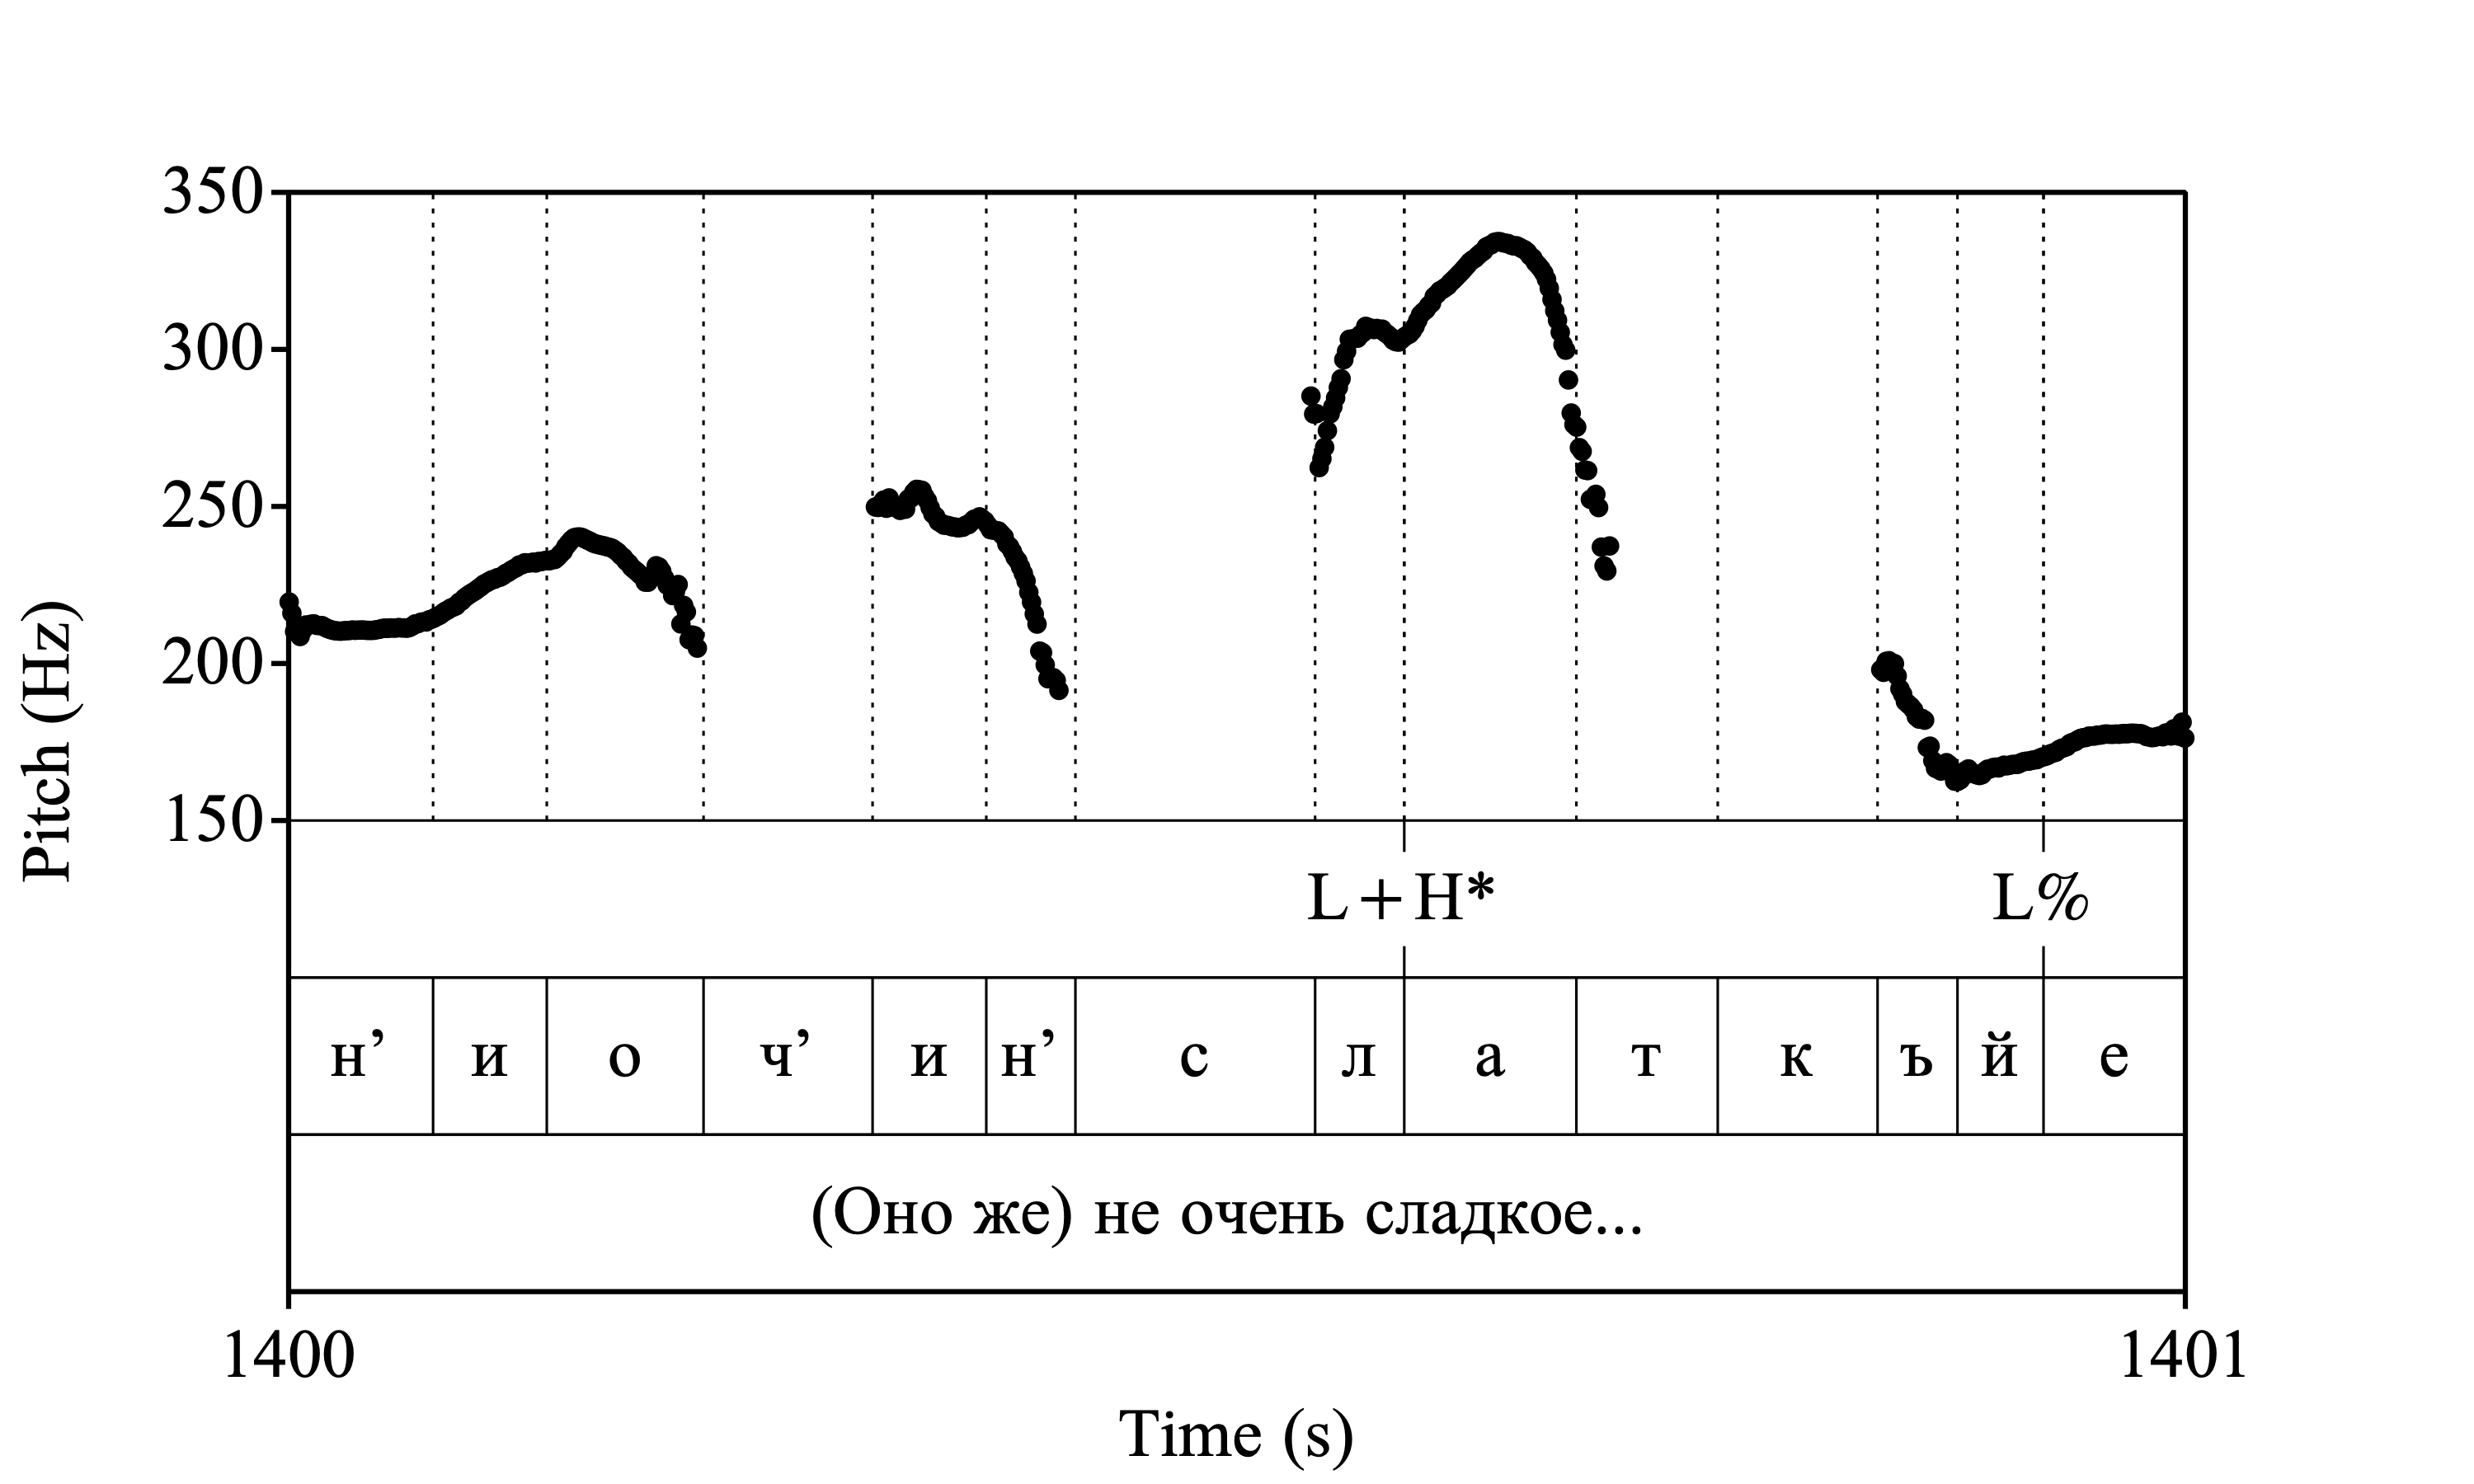 350
300
250
200
150
Pitch (Hz)
L + H* L%
н’ и о ч’ и н’ с л а т к ъ й е
(Оно же) не очень сладкое...
1400 1401
Time (s)